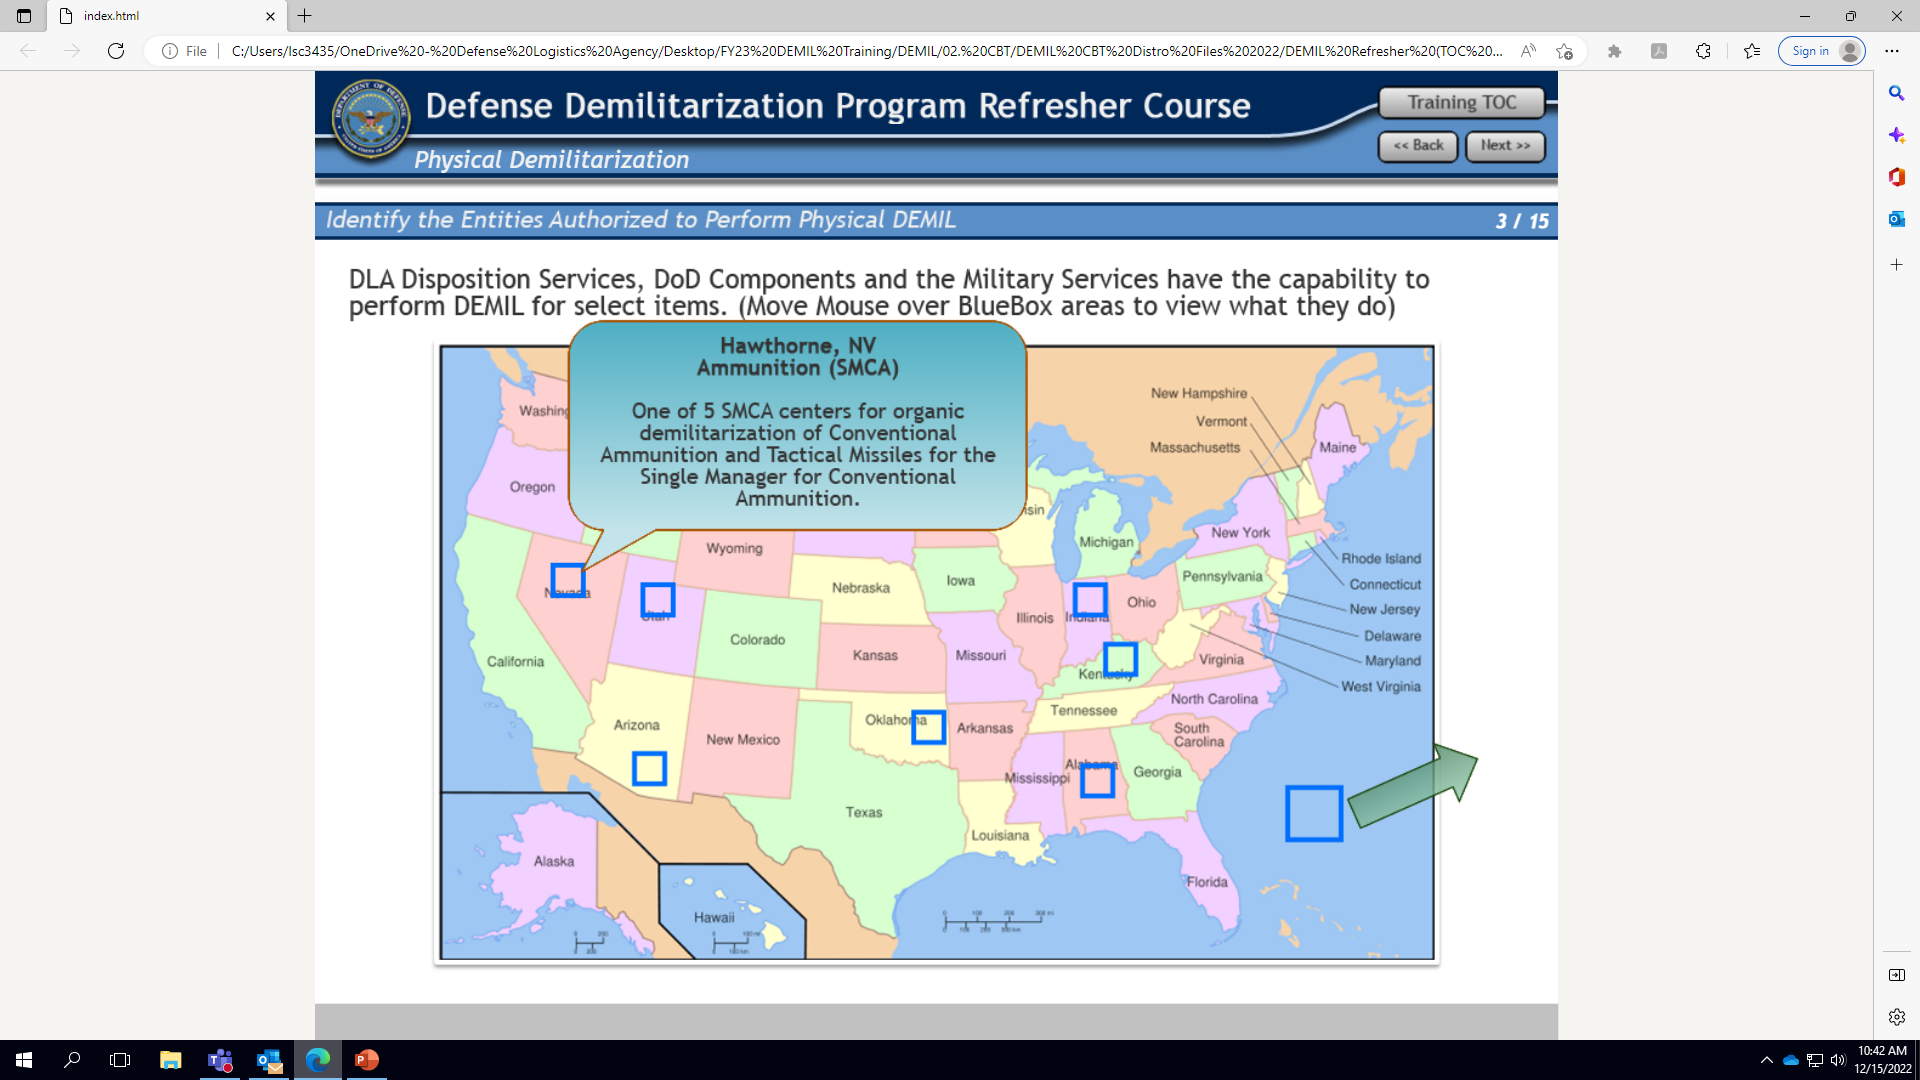 index.html
File
C:/Users/lsc3435/OneDrive%20-%20Defense%20Logistics%20Agency/Desktop/FY23%20DEMIL%20Training/DEMIL/02.%20CBT/DEMIL%20CBT%20Distro%20Files%202022/DEMIL%20Refresher%20(TOC%20...
Sign in
Defense Demilitarization Program Refresher Course
Training TOC
<< Back
Next >>
Physical Demilitarization
Identify the Entities Authorized to Perform Physical DEMIL
3 / 15
DLA Disposition Services, DoD Components and the Military Services have the capability to
perform DEMIL for select items. (Move Mouse over BlueBox areas to view what they do)
Hawthorne, NV
Ammunition (SMCA)
One of 5 SMCA centers for organic
demilitarization of Conventional
Ammunition and Tactical Missiles for the
Single Manager for Conventional
Ammunition.
New Hampshire
Vermont
Massachusetts
Maine
Oregon
New York
Michigan
Wyoming
Rhode Island
Iowa
Pennsylvania
Nebraska
Connecticut
Nevada
Utah
Ohio
Illinois
Indiana
New Jersey
Colorado
Delaware
California
Kansas
Missouri
Virginia
Maryland
Kentucky
West Virginia
North Carolina
Tennessee
Arizona
Oklahoma
Arkansas
South
Carolina
New Mexico
Alabama
Mississippi
Georgia
Texas
Louisiana
Alaska
Florida
Hawaii
10:42 AM
12/15/2022